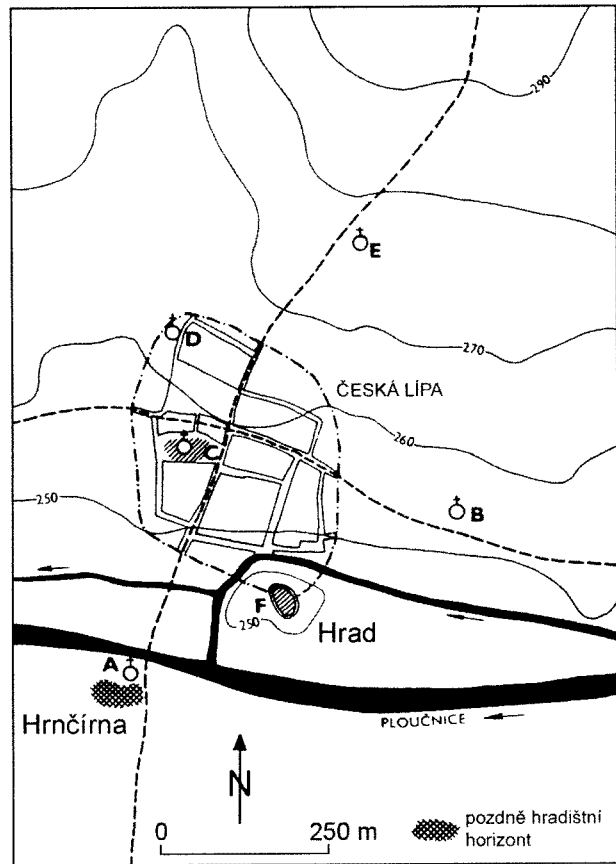 290
E
D
270
ČESKÁ LÍPA
260
C
250
B
F
250
Hrad
A
Hrnčírna
PLOUČNICE
N
0 250 m
pozdně hradištní
horizont